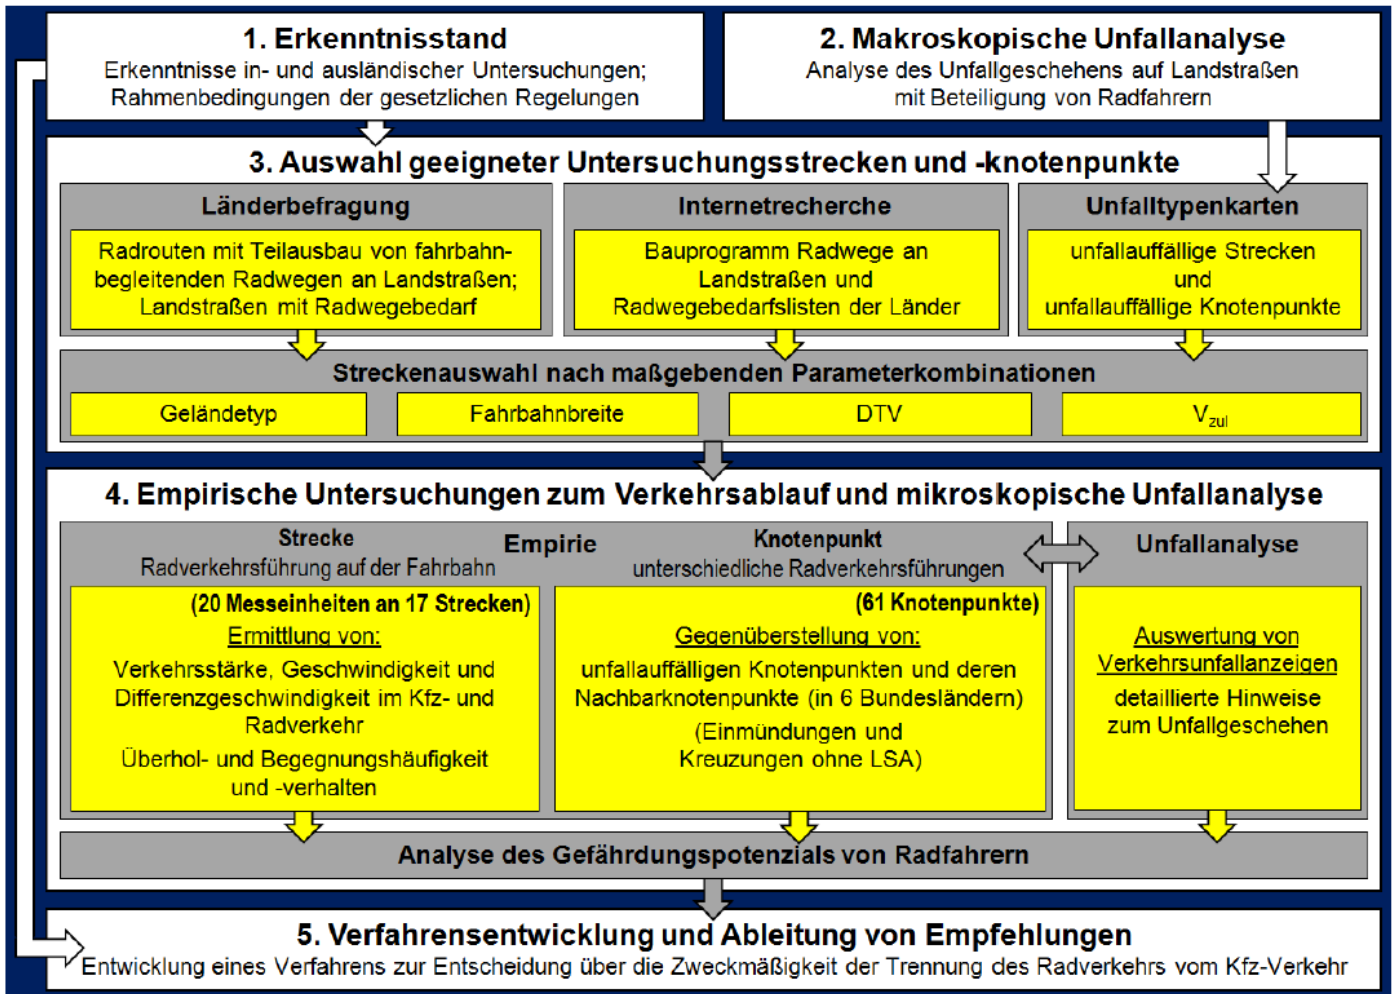 1. Erkenntnisstand
Erkenntnisse in- und ausländischer Untersuchungen;
Rahmenbedingungen der gesetzlichen Regelungen
2. Makroskopische Unfallanalyse
Analyse des Unfallgeschehens auf Landstraßen
mit Beteiligung von Radfahrern
3. Auswahl geeigneter Untersuchungsstrecken und -knotenpunkte
Länderbefragung
Radrouten mit Teilausbau von fahrbahn-
begleitenden Radwegen an Landstraßen;
Landstraßen mit Radwegebedarf
Internetrecherche
Bauprogramm Radwege an
Landstraßen und
Radwegebedarfslisten der Länder
Unfalltypenkarten
unfallauffällige Strecken
und
unfallauffällige Knotenpunkte
Streckenauswahl nach maßgebenden Parameterkombinationen
Geländetyp
Fahrbahnbreite
DTV
Vzul
4. Empirische Untersuchungen zum Verkehrsablauf und mikroskopische Unfallanalyse
Empirie
Strecke
Radverkehrsführung auf der Fahrbahn
(20 Messeinheiten an 17 Strecken)
Ermittlung von:
Verkehrsstärke, Geschwindigkeit und
Differenzgeschwindigkeit im Kfz- und
Radverkehr
Überhol- und Begegnungshäufigkeit
und -verhalten
Knotenpunkt
unterschiedliche Radverkehrsführungen
(61 Knotenpunkte)
Gegenüberstellung von:
unfallauffälligen Knotenpunkten und deren
Nachbarknotenpunkte (in 6 Bundesländern)
(Einmündungen und
Kreuzungen ohne LSA)
Unfallanalyse
Auswertung von
Verkehrsunfallanzeigen
detaillierte Hinweise
zum Unfallgeschehen
Analyse des Gefährdungspotenzials von Radfahrern
5. Verfahrensentwicklung und Ableitung von Empfehlungen
Entwicklung eines Verfahrens zur Entscheidung über die Zweckmäßigkeit der Trennung des Radverkehrs vom Kfz-Verkehr